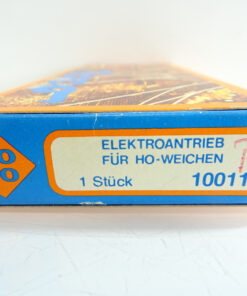 ELEKTROANTRIEB
FÜR HO-WEICHEN
1 Stück 10011